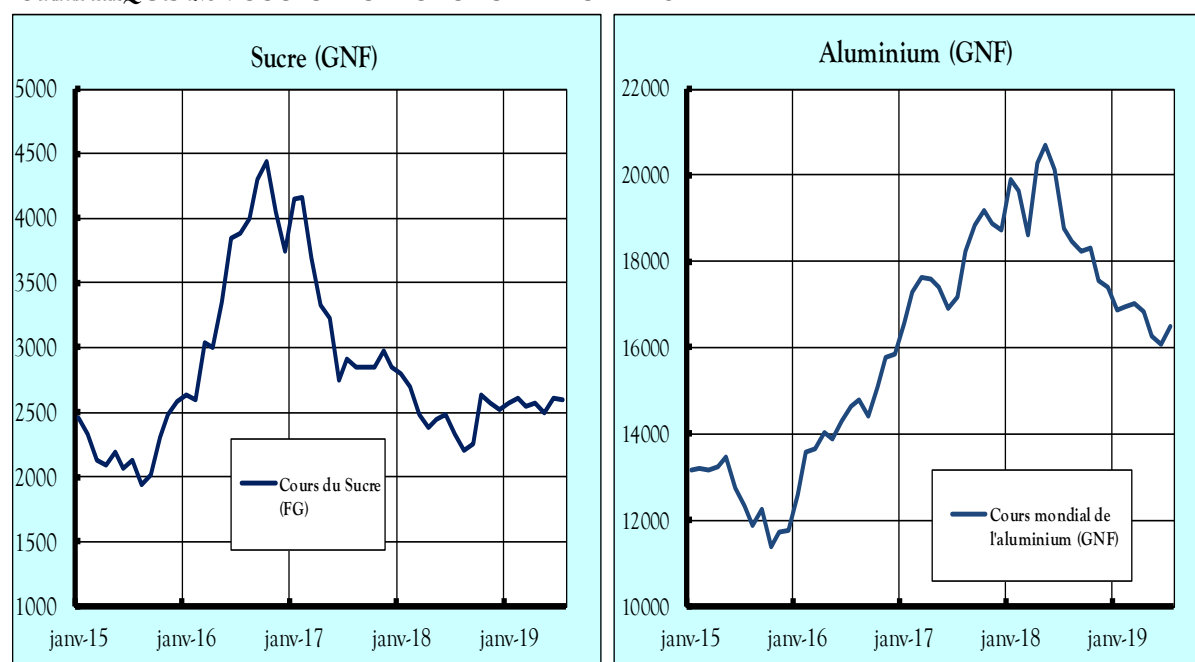 Sucre (GNF)
5000
4500
4000
3500
3000
2500
2000
1500
1000
janv-15 janv-16 janv-17 janv-18 janv-19
Cours du Sucre
(FG)
Aluminium (GNF)
22000
20000
18000
16000
14000
12000
10000
janv-15 janv-16 janv-17 janv-18 janv-19
Cours mondial de
l'aluminium (GNF)